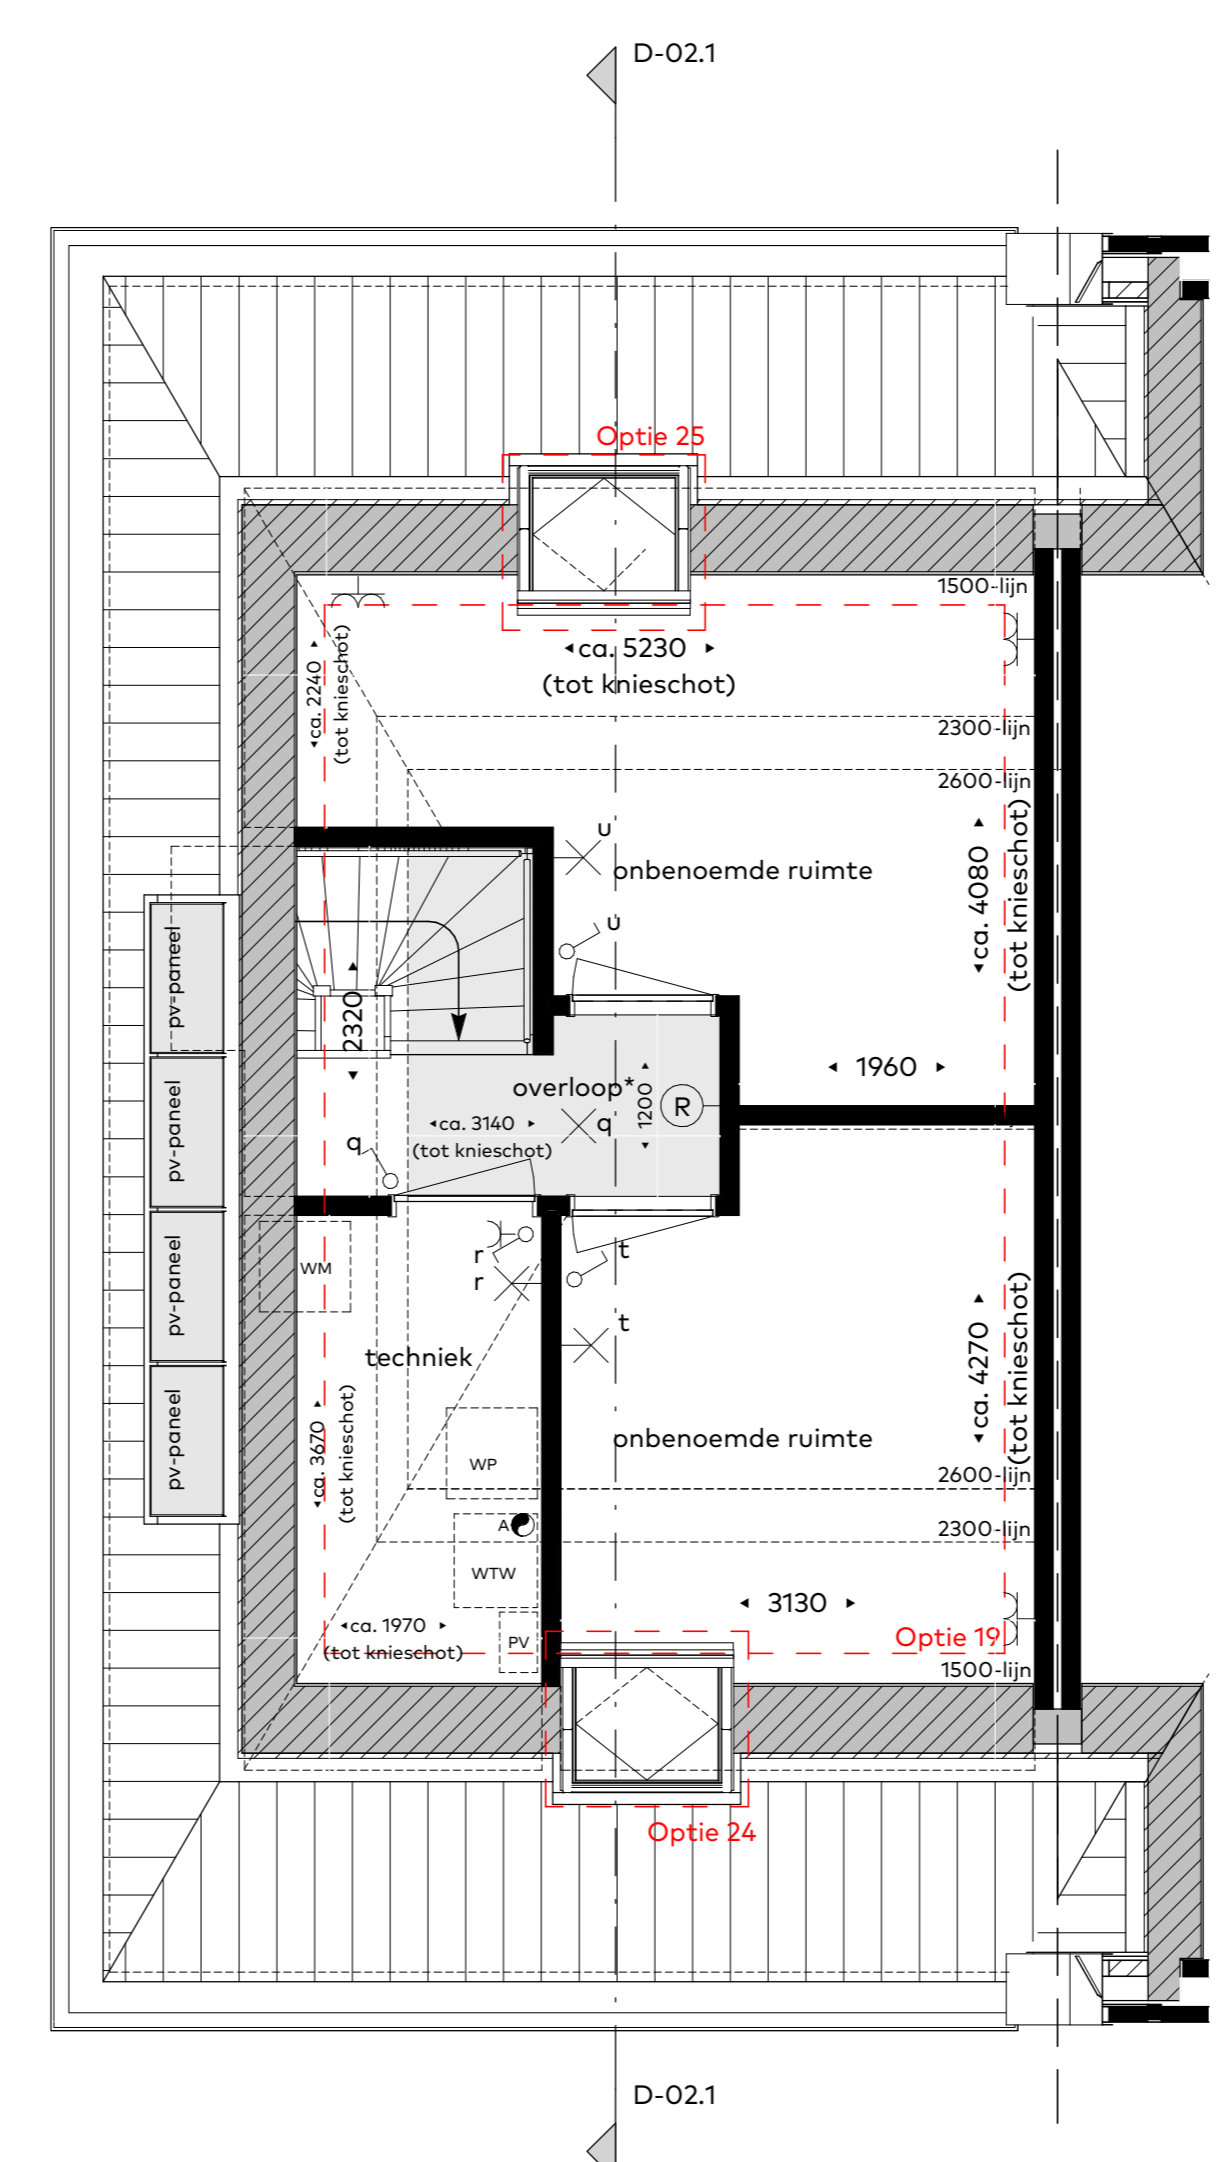 D-02.1
Optie 25
1500-lijn
ca. 5230
(tot knieschot)
ca. 2240
(tot knieschot)
2300-lijn
2600-lijn
u
onbenoemde ruimte
ca. 4080
(tot knieschot)
u
pv-paneel
2320
1960
overloop*
1200
R
ca. 3140
q
(tot knieschot)
q
pv-paneel
r
t
r
WM
pv-paneel
t
techniek
ca. 4270
(tot knieschot)
onbenoemde ruimte
pv-paneel
ca. 3670
(tot knieschot)
WP
2600-lijn
A
2300-lijn
WTW
3130
ca. 1970
(tot knieschot)
PV
Optie 19
1500-lijn
Optie 24
D-02.1